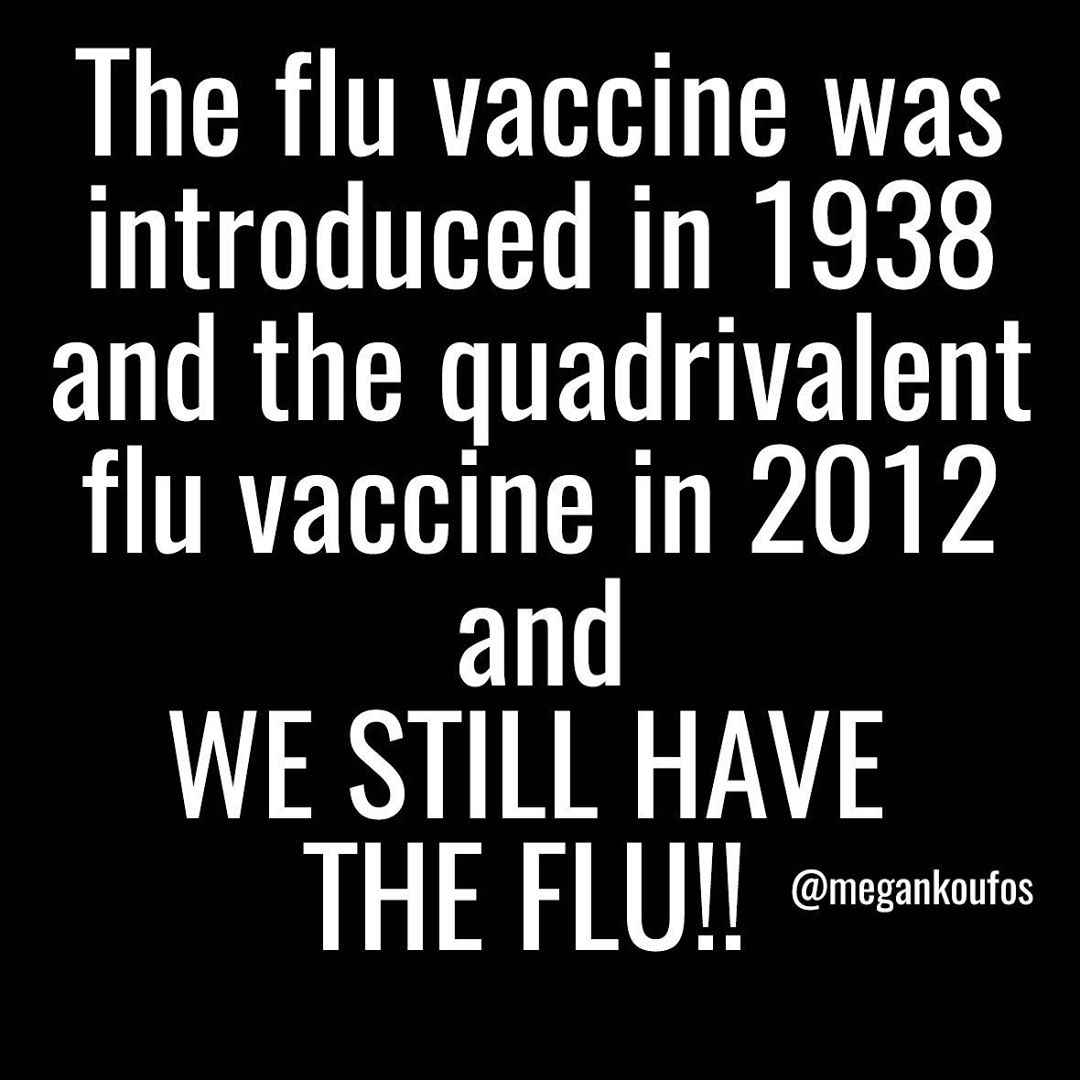 The flu vaccine was
introduced in 1938
and the quadrivalent
flu vaccine in 2012
and
WE STILL HAVE
THE FLU!!
@megankoufos